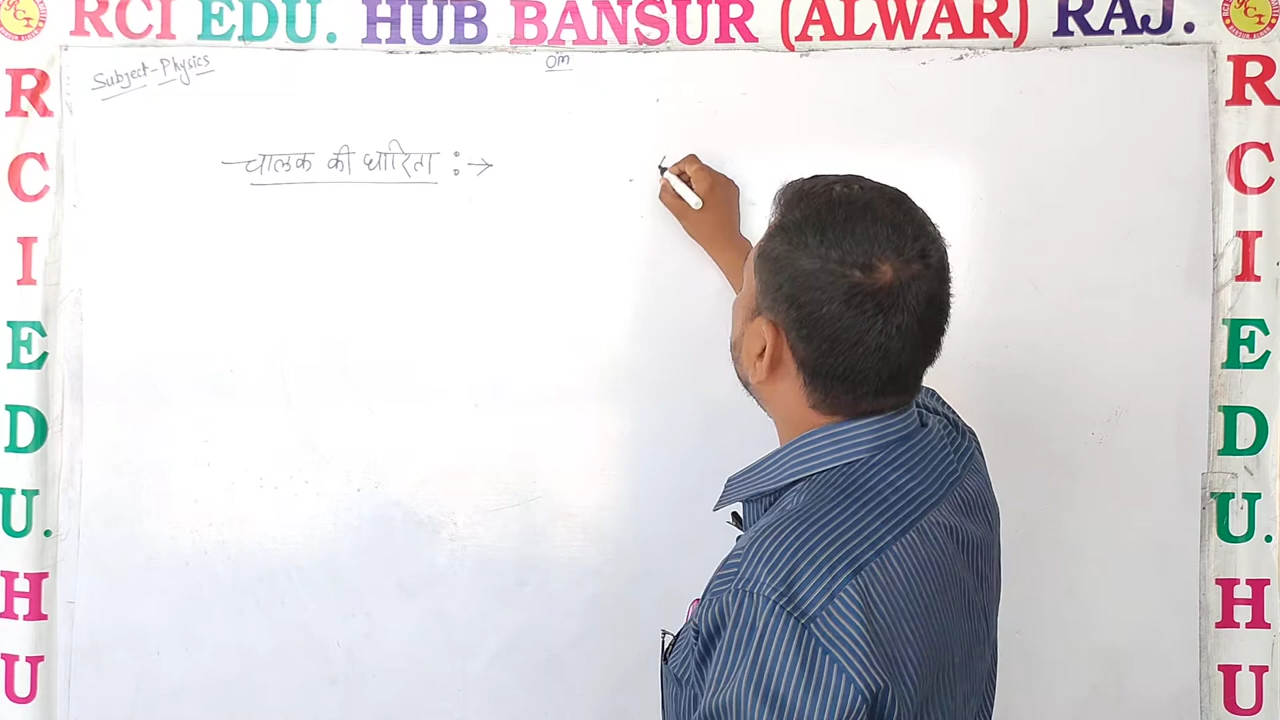 RCI EDU. HUB BANSUR (ALWAR) RAJ.
Subject-Physics
Om
चालक की धारिता :→
R
C
I
E
D
U.
H
U
R
C
I
E
D
U.
H
U